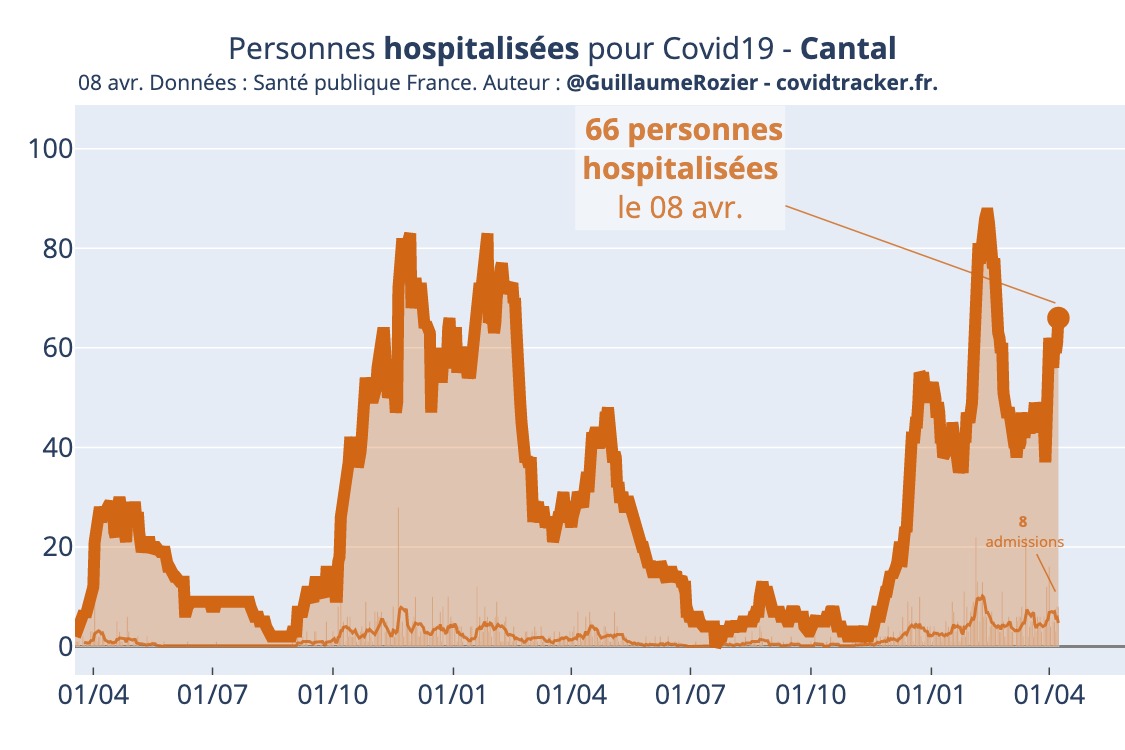 Personnes hospitalisées pour Covid19 - Cantal
08 avr. Données : Santé publique France. Auteur : @GuillaumeRozier - covidtracker.fr.
66 personnes
hospitalisées
le 08 avr.
100
80
60
40
20
0
8
admissions
01/04 01/07 01/10 01/01 01/04 01/07 01/10 01/01 01/04